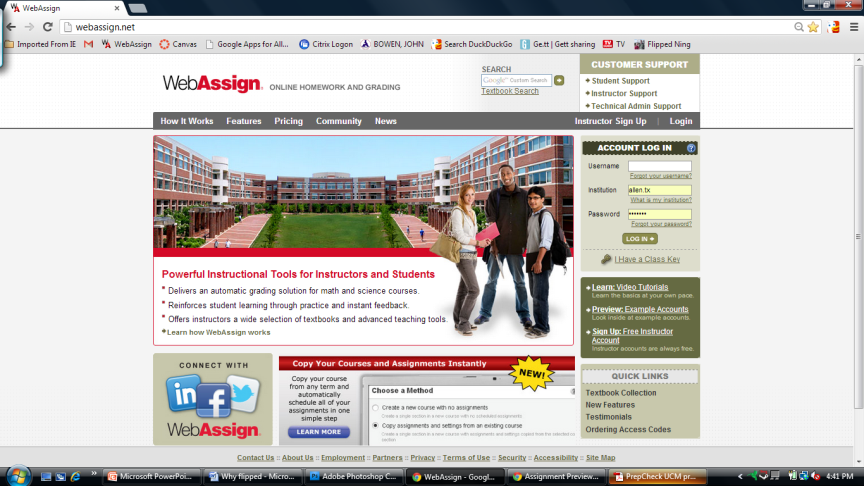 WebAssign
webassign.net
Imported From IE
WebAssign
Canvas
Google Apps for All...
Citrix Logon
BOWEN, JOHN
Search DuckDuckGo
Ge.tt | Gett sharing
TV
Flipped Ning
WebAssign. ONLINE HOMEWORK AND GRADING
SEARCH
Google™ Custom Search
Textbook Search
CUSTOMER SUPPORT
Student Support
Instructor Support
Technical Admin Support
How It Works Features Pricing Community News
Instructor Sign Up | Login
Powerful Instructional Tools for Instructors and Students
Delivers an automatic grading solution for math and science courses.
Reinforces student learning through practice and instant feedback.
Offers instructors a wide selection of textbooks and advanced teaching tools.
Learn how WebAssign works
ACCOUNT LOG IN ?
Username
Forgot your username?
Institution allen.tx
What is my institution?
Password •••••••
Forgot your password?
LOG IN
I Have a Class Key
Learn: Video Tutorials
Learn the basics at your own pace.
Preview: Example Accounts
Look inside at example accounts.
Sign Up: Free Instructor
Account
Instructor accounts are always free.
CONNECT WITH
in f
WebAssign.
Copy Your Courses and Assignments Instantly
NEW!
Copy your course
from any term and
automatically
schedule all of your
assignments in one
simple step
LEARN MORE
Choose a Method
Create a new course with no assignments
Create a single section in a new course with no scheduled assignments.
Copy assignments and settings from an existing course
QUICK LINKS
Textbook Collection
New Features
Testimonials
Ordering Access Codes
Contact Us :: About Us :: Employment :: Partners :: Privacy :: Terms of Use :: Security :: Accessibility :: Site Map
Microsoft PowerPoi...
Why flipped - Micro...
Adobe Photoshop C...
WebAssign - Googl...
Assignment Preview...
PrepCheck UCM pr...
4:41 PM